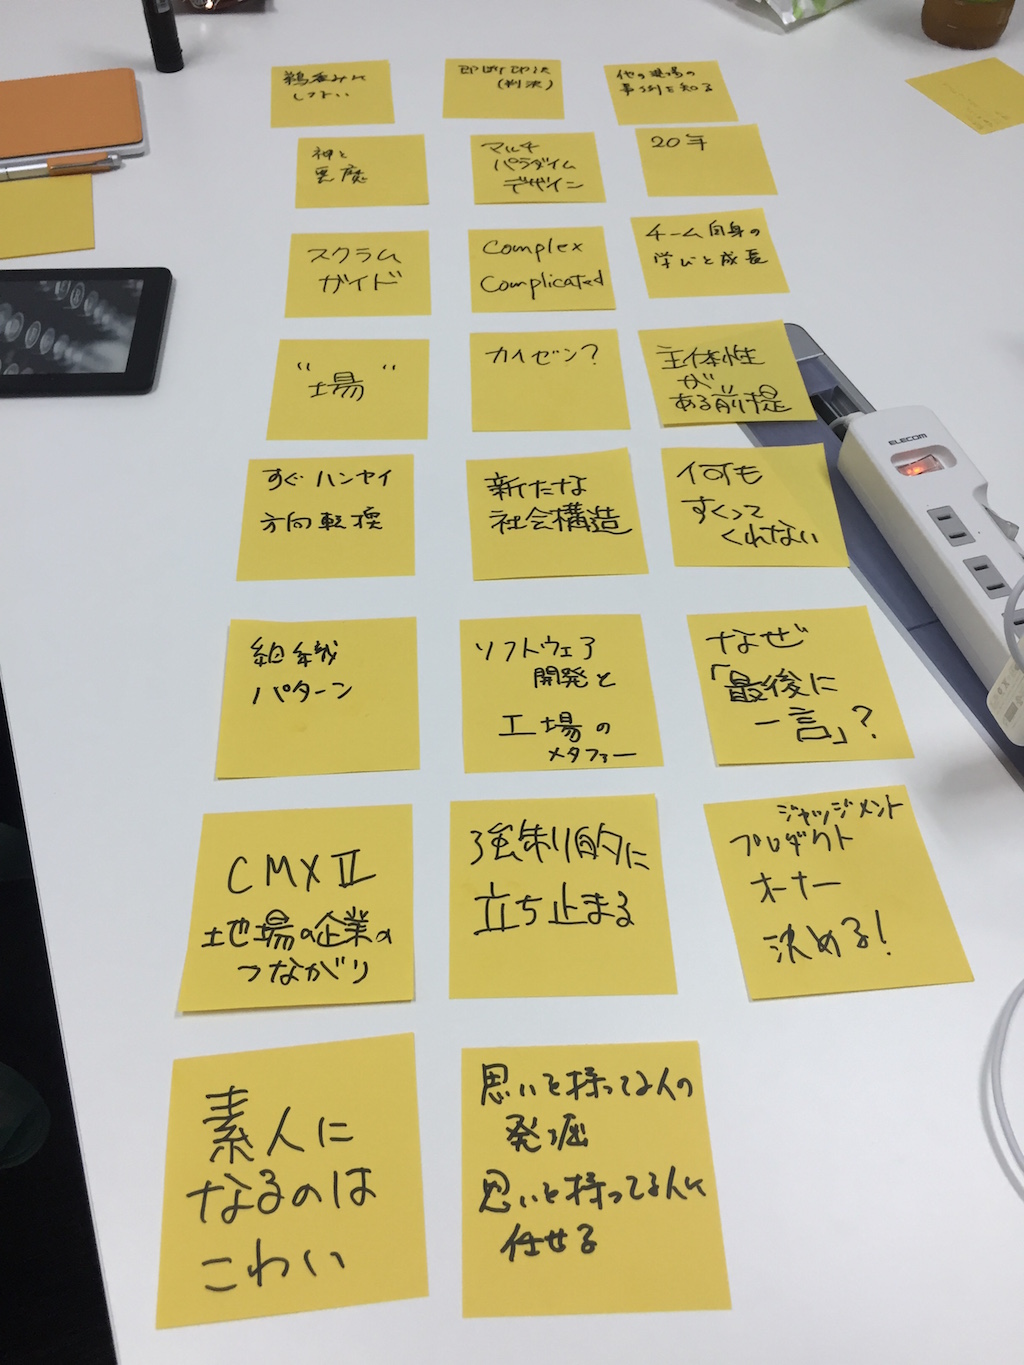 鵜呑みに
しない
即断即決
(判決)
他の現場の
事例を知る
神と
悪魔
マルチ
パラダイム
デザイン
20年
スクラム
ガイド
Complex
Complicated
チーム自身の
学びと成長
"場"
カイゼン?
主体性
が
ある前提
すぐハンセイ
方向転換
新たな
社会構造
何も
すくって
くれない
組織
パターン
ソフトウェア
開発と
工場の
メタファー
なぜ
「最後に
一言」?
CMXⅡ
地場の企業の
つながり
強制的に
立ち止まる
ジャッジメント
プロダクト
オーナー
決める!
素人に
なるのは
こわい
思いを持ってる人の
発掘
思いを持ってる人に
任せる
ELECOM